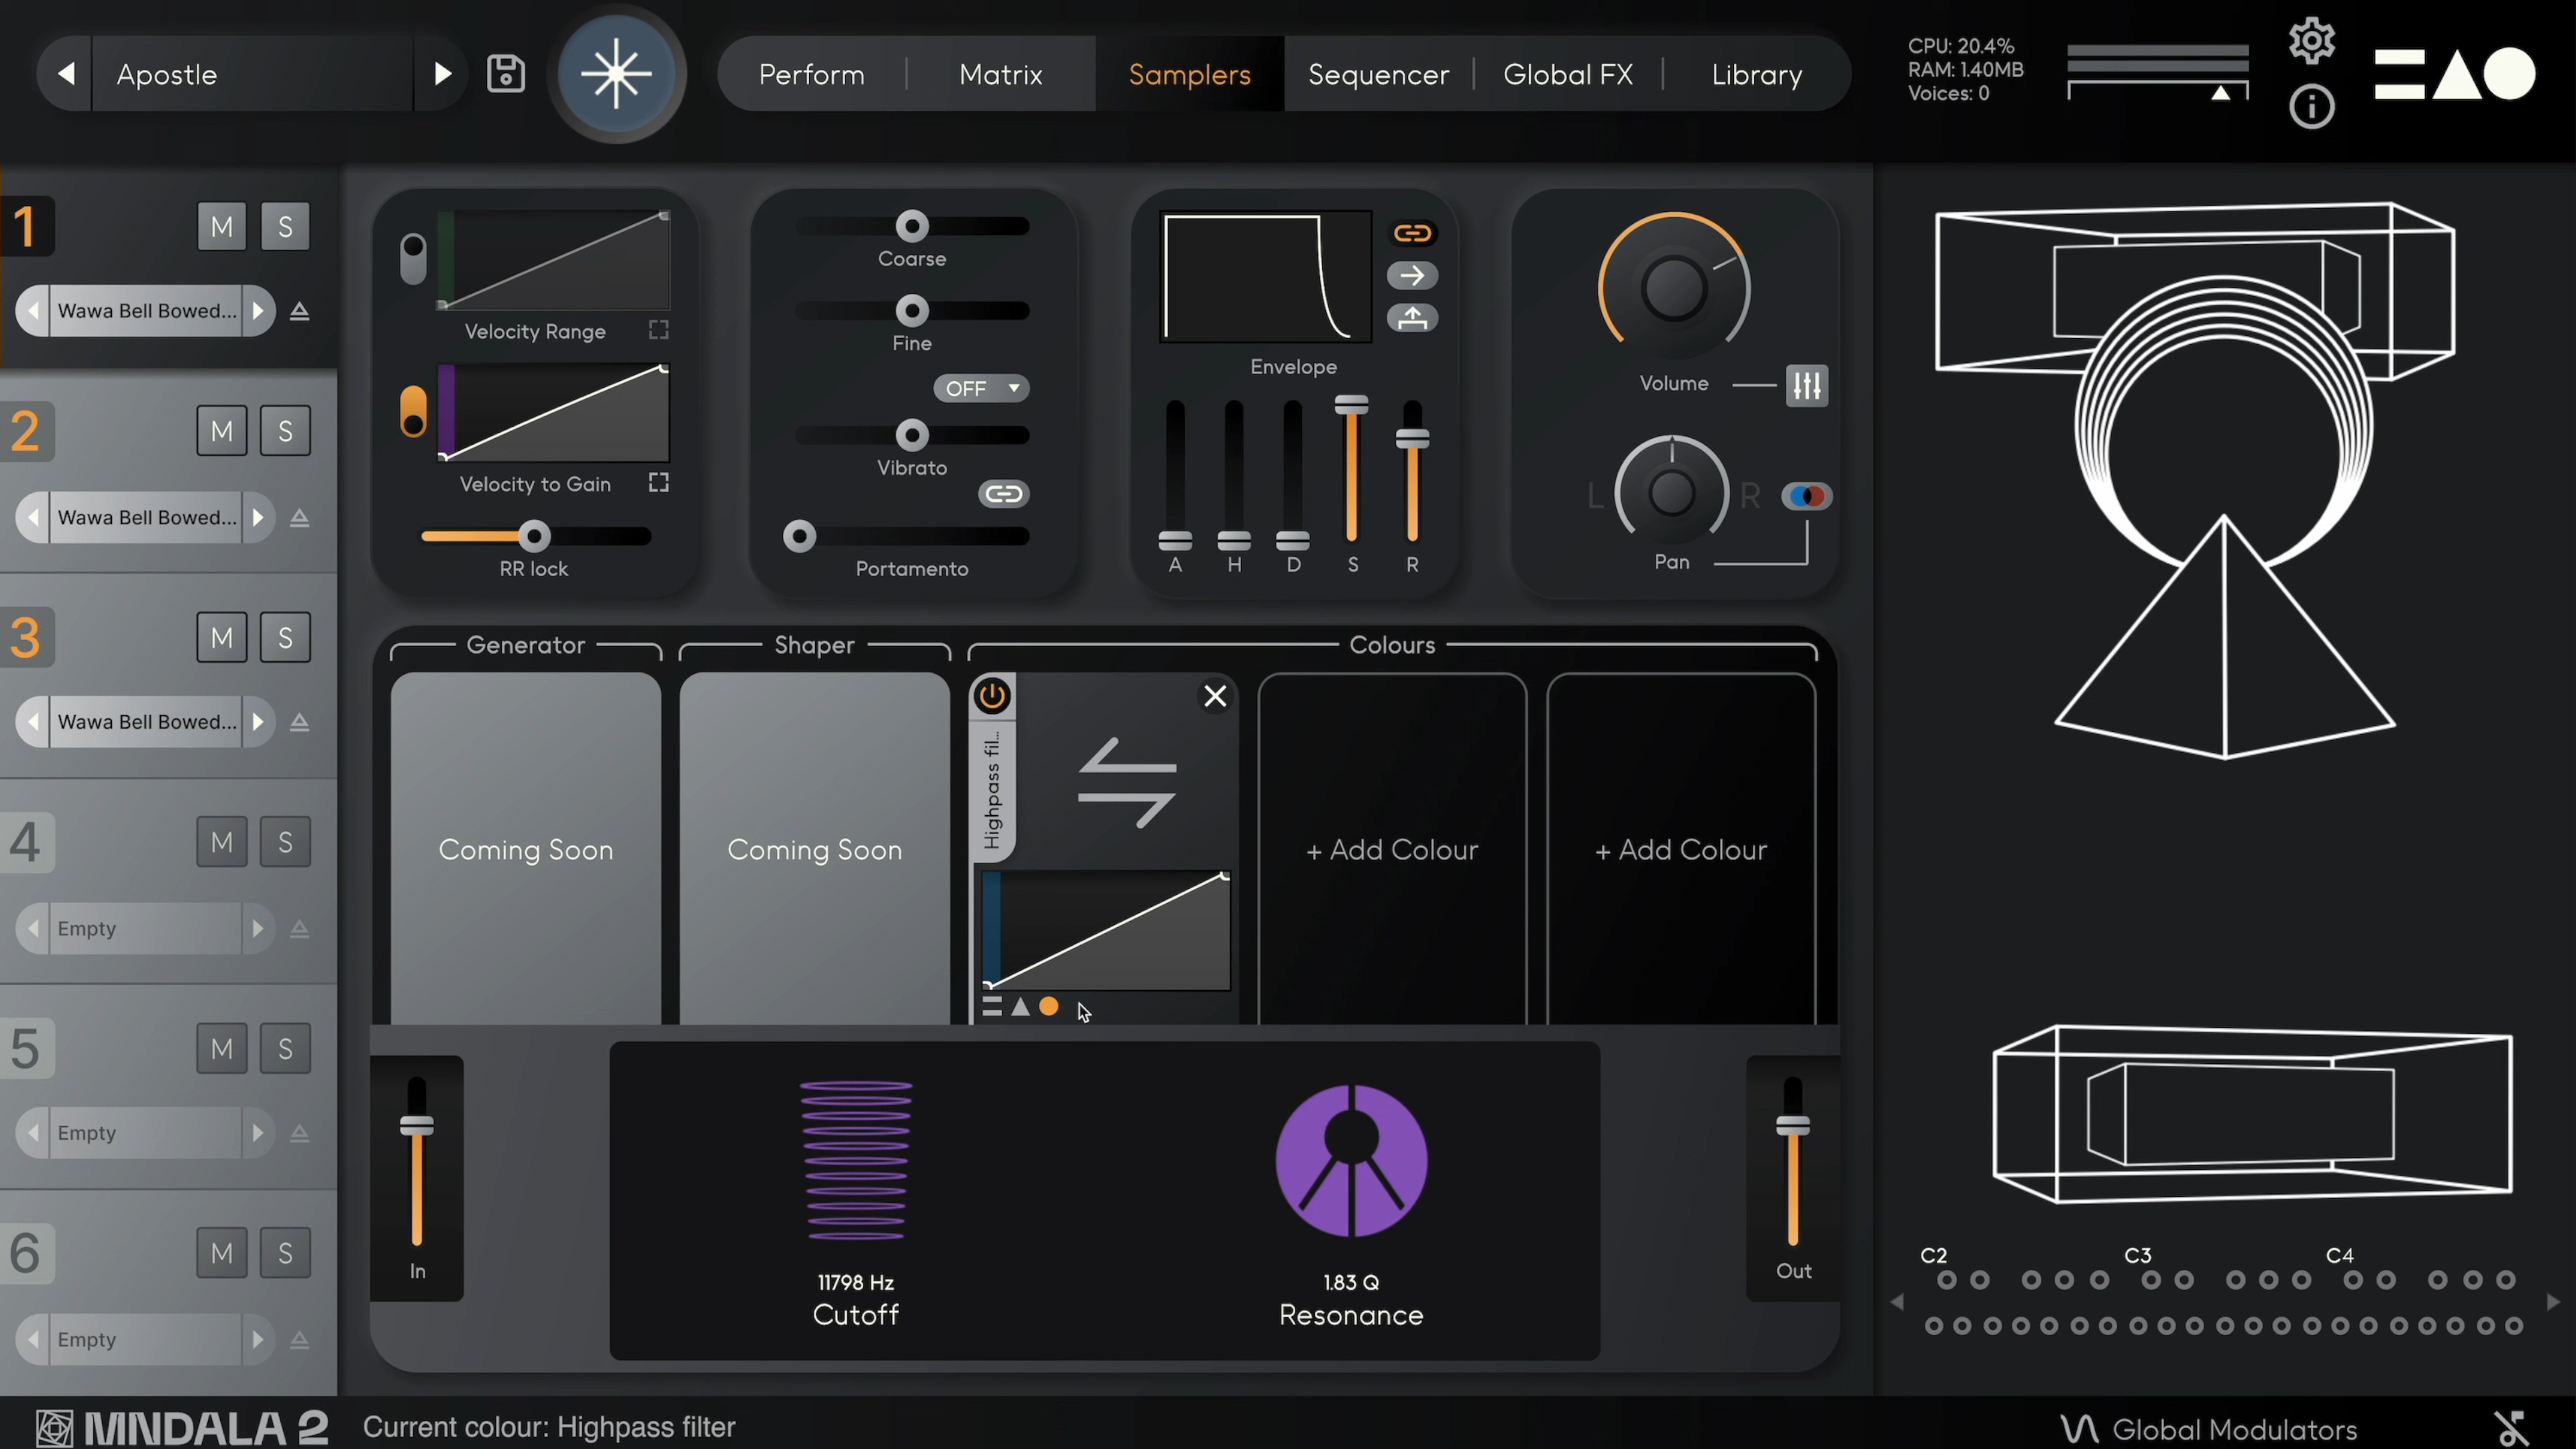 Apostle
Perform
Matrix
Samplers
Sequencer
Global FX
Library
CPU: 20.4%
RAM: 1.40MB
Voices: 0
1
M
S
Wawa Bell Bowed...
2
M
S
Wawa Bell Bowed...
3
M
S
Wawa Bell Bowed...
4
M
S
Empty
5
M
S
Empty
6
M
S
Empty
Velocity Range
Velocity to Gain
RR lock
Coarse
Fine
OFF
Vibrato
Portamento
Envelope
A H D S R
Volume
L R
Pan
Generator
Shaper
Colours
Coming Soon
Coming Soon
Highpass fil...
+ Add Colour
+ Add Colour
In
11798 Hz
Cutoff
1.83 Q
Resonance
Out
C2 C3 C4
MNDALA 2
Current colour: Highpass filter
Global Modulators